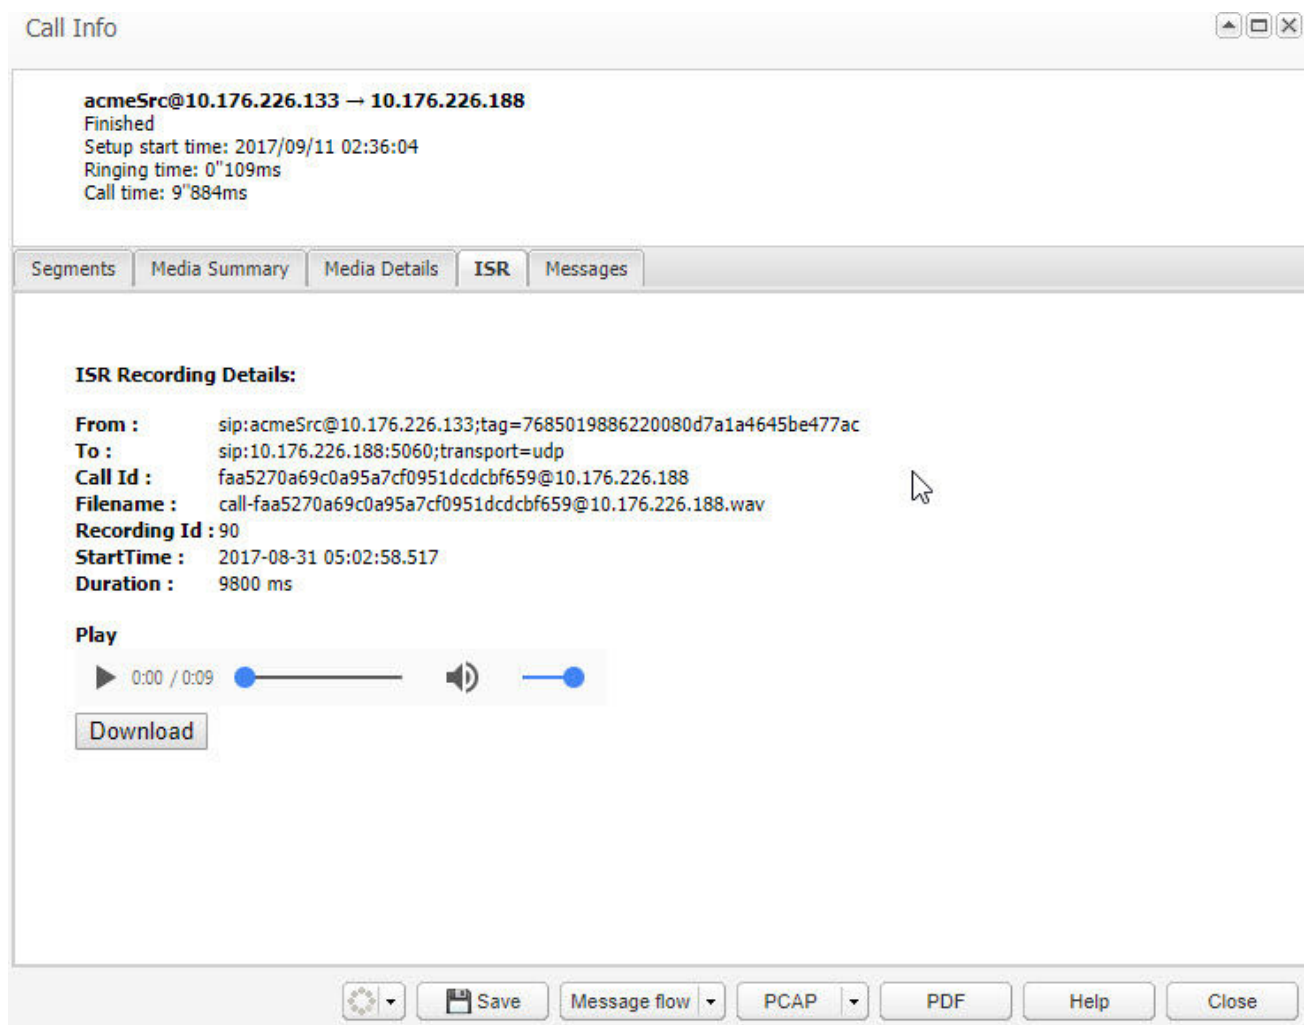 Call Info
acmeSrc@10.176.226.133 → 10.176.226.188
Finished
Setup start time: 2017/09/11 02:36:04
Ringing time: 0"109ms
Call time: 9"884ms
Segments Media Summary Media Details ISR Messages
ISR Recording Details:
From : sip:acmeSrc@10.176.226.133;tag=7685019886220080d7a1a4645be477ac
To : sip:10.176.226.188:5060;transport=udp
Call Id : faa5270a69c0a95a7cf0951dcdcbf659@10.176.226.188
Filename : call-faa5270a69c0a95a7cf0951dcdcbf659@10.176.226.188.wav
Recording Id : 90
StartTime : 2017-08-31 05:02:58.517
Duration : 9800 ms
Play
0:00 / 0:09
Download
Save Message flow PCAP PDF Help Close